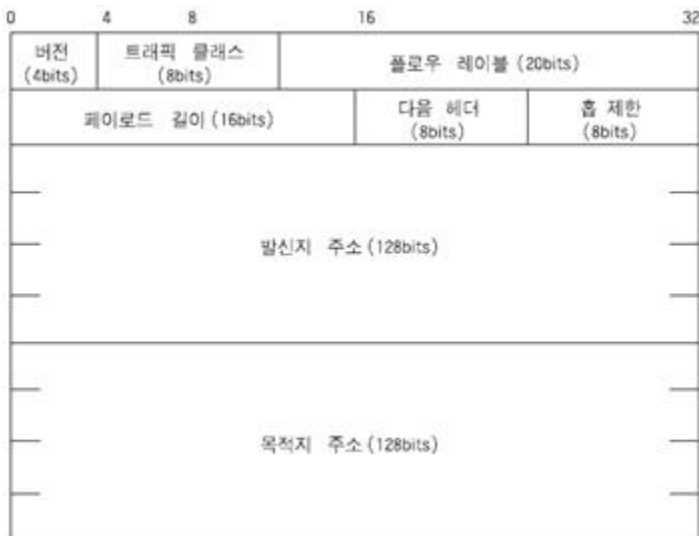 0 4 8 16 32
버전 트래픽 클래스 플로우 레이블 (20bits)
(4bits) (8bits)
페이로드 길이 (16bits) 다음 헤더 홉 제한
(8bits) (8bits)
발신지 주소 (128bits)
목적지 주소 (128bits)